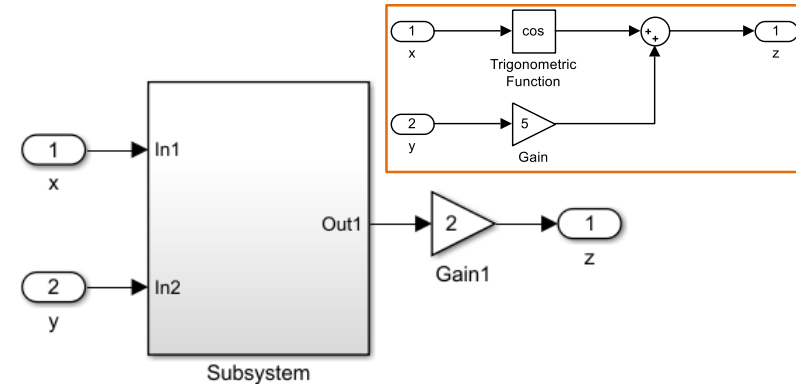 1
x
cos
Trigonometric
Function
+
+
1
z
2
y
5
Gain
1
x
In1
2
y
In2
Out1
Subsystem
2
Gain1
1
z